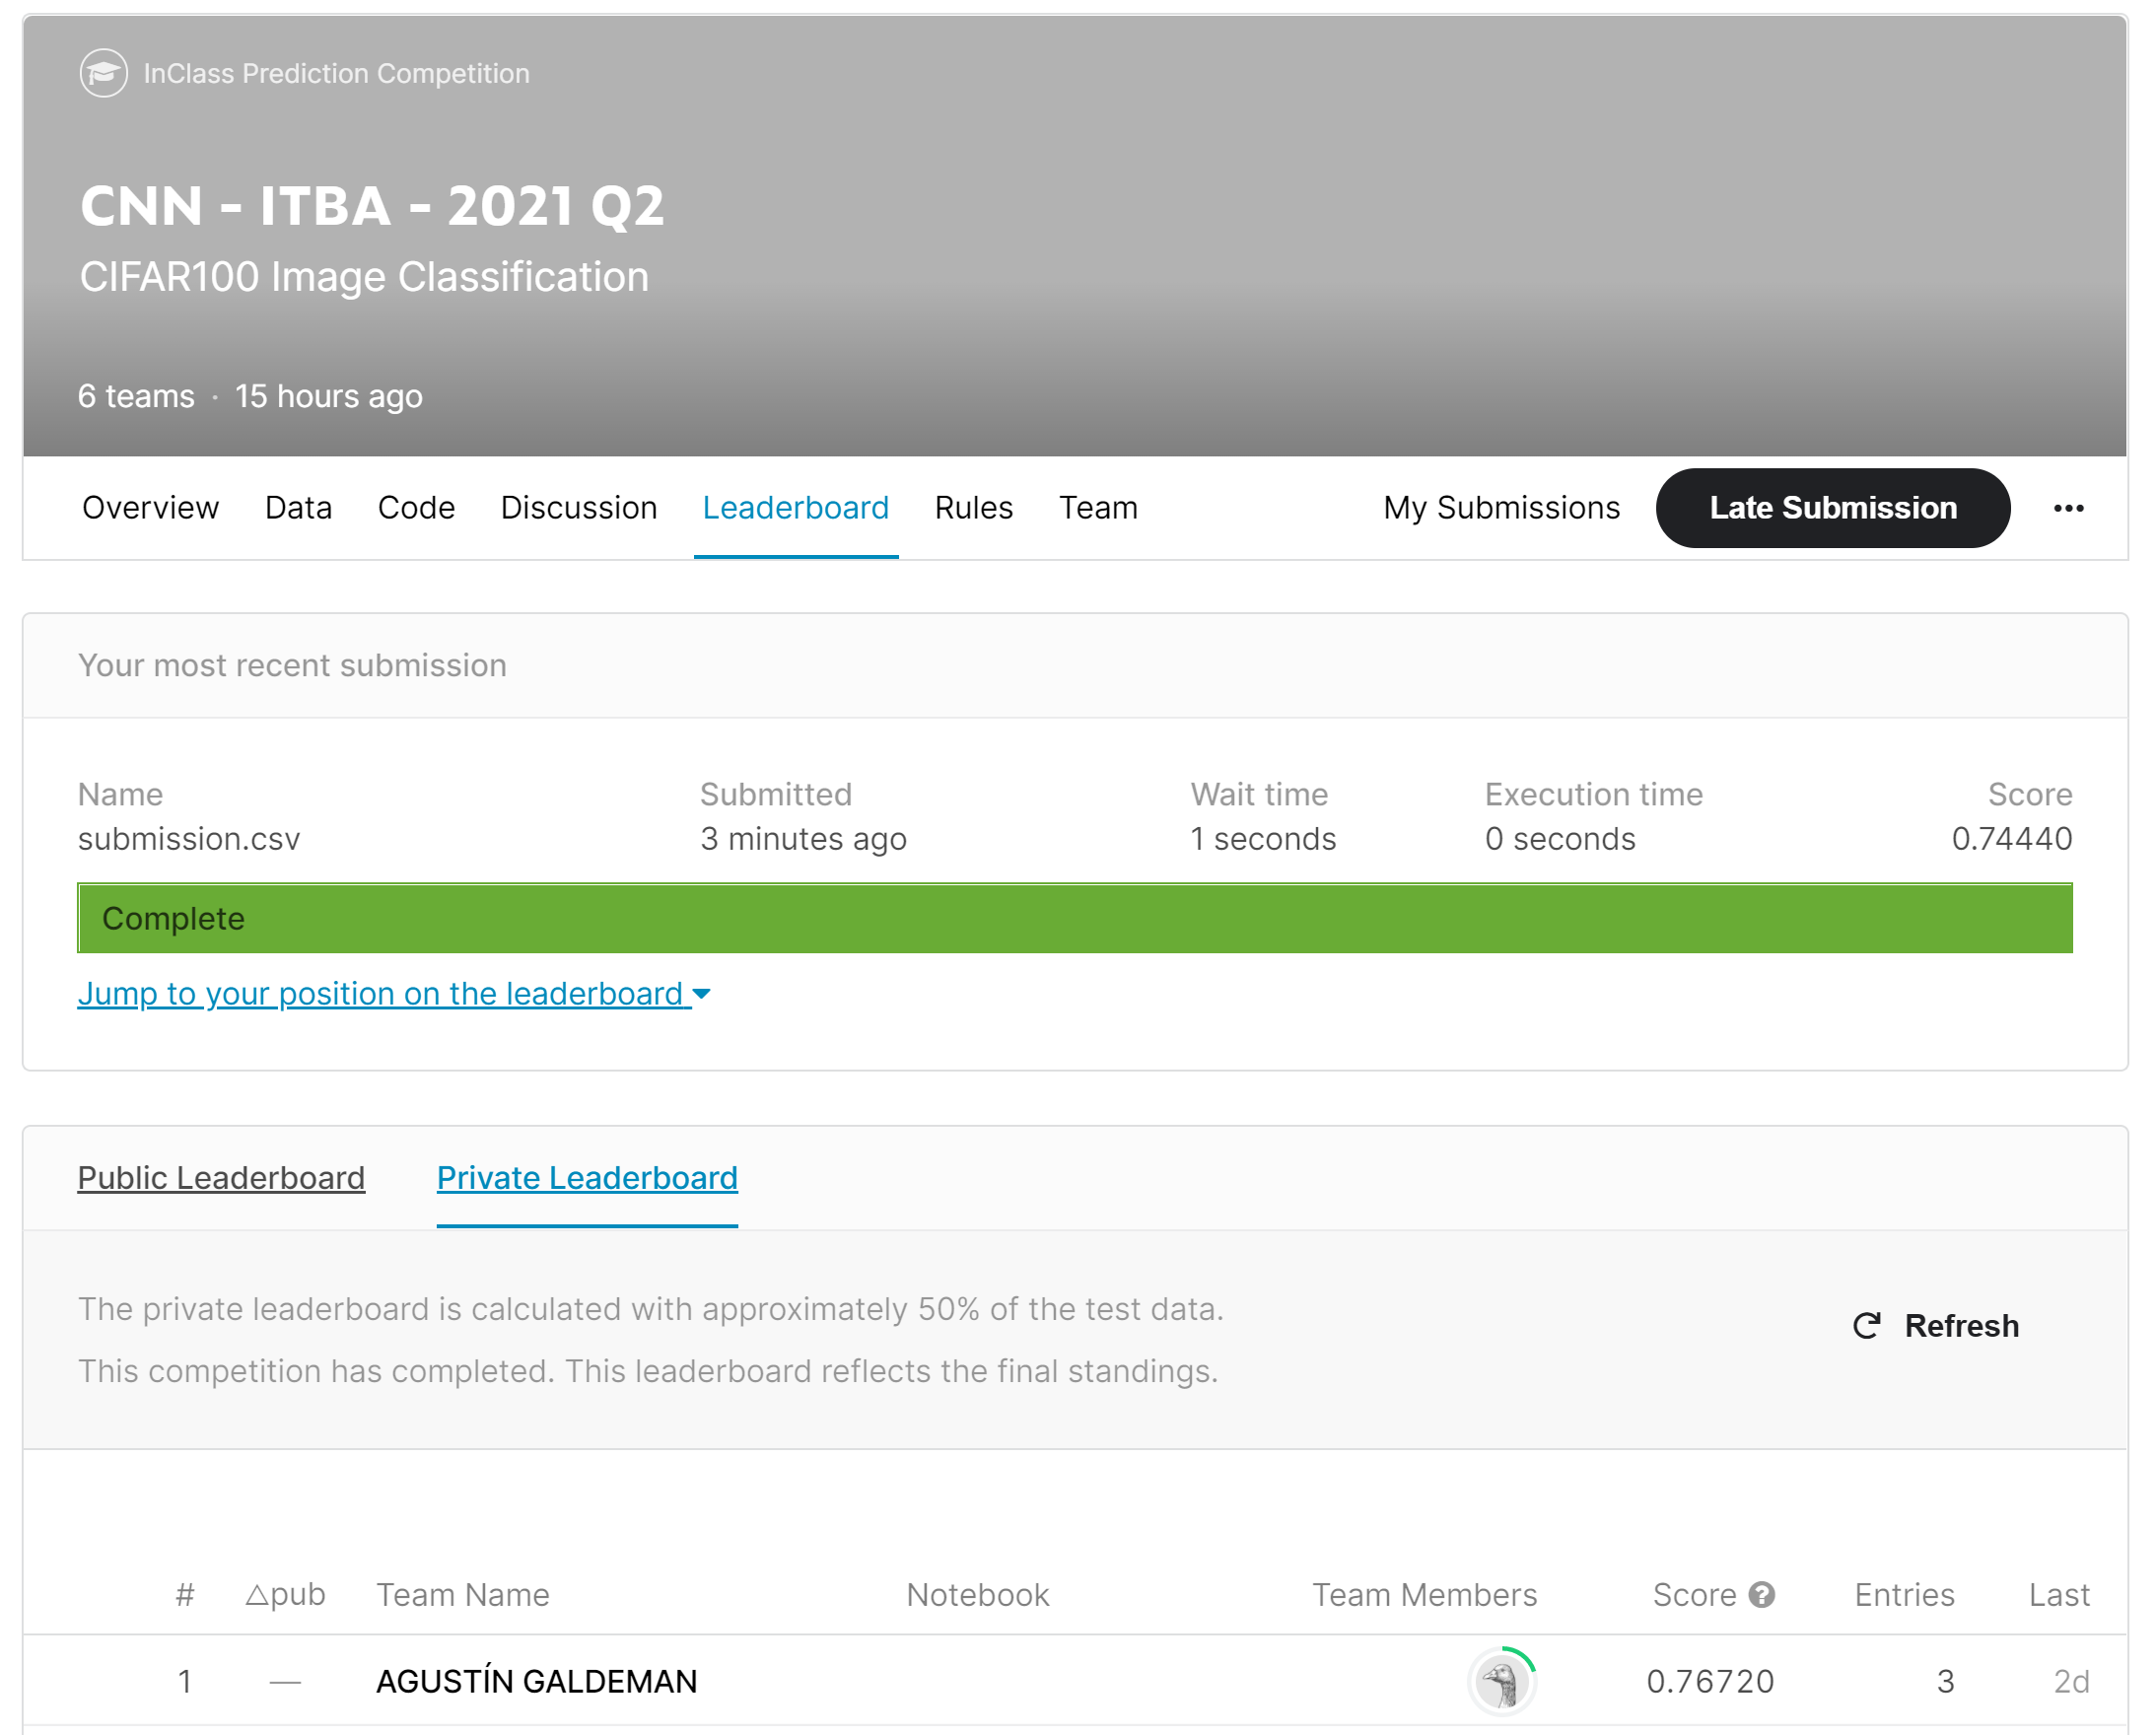 InClass Prediction Competition
CNN - ITBA - 2021 Q2
CIFAR100 Image Classification
6 teams · 15 hours ago
Overview Data Code Discussion Leaderboard Rules Team My Submissions Late Submission •••
Your most recent submission
Name Submitted Wait time Execution time Score
submission.csv 3 minutes ago 1 seconds 0 seconds 0.74440
Complete
Jump to your position on the leaderboard
Public Leaderboard Private Leaderboard
The private leaderboard is calculated with approximately 50% of the test data.
This competition has completed. This leaderboard reflects the final standings.
Refresh
# △pub Team Name Notebook Team Members Score ? Entries Last
1 — AGUSTÍN GALDEMAN 0.76720 3 2d